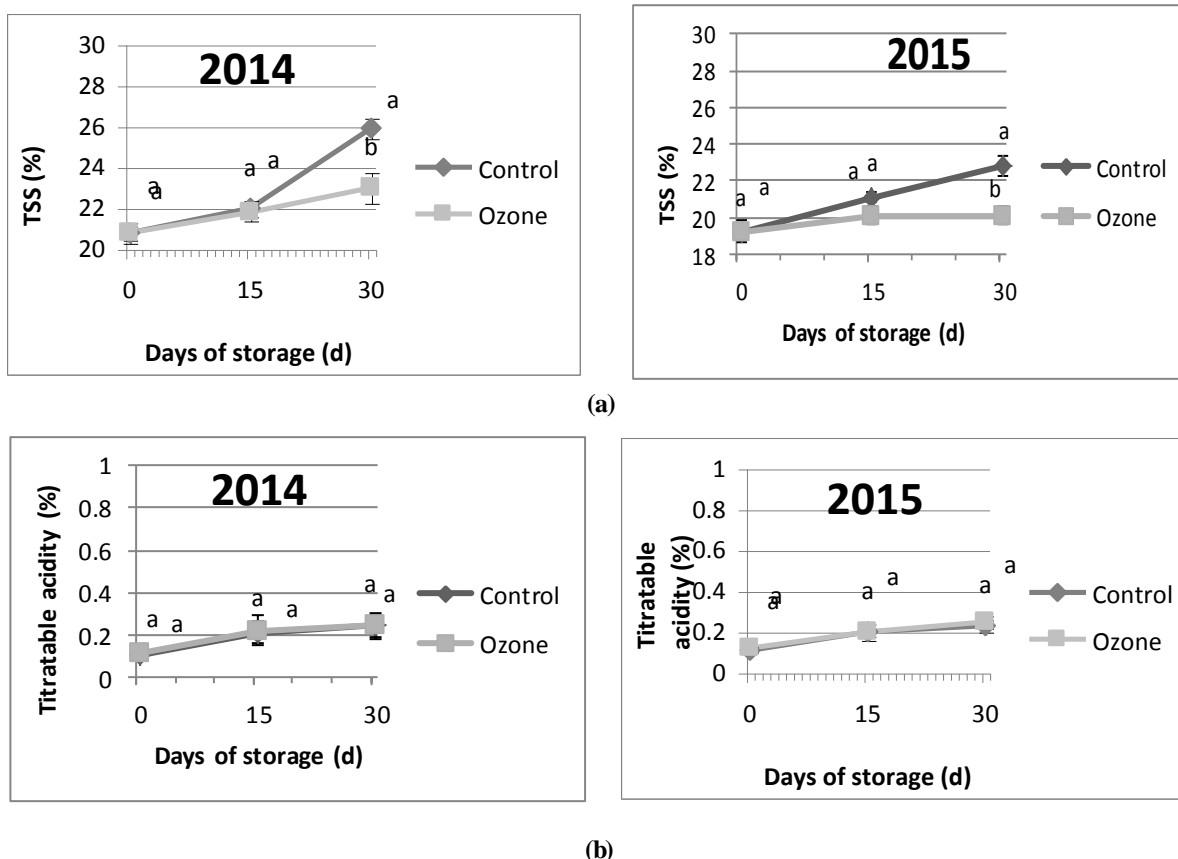 2014
TSS (%)
30
28
26
24
22
20
a
a
a
a
a
b
0
15
30
Days of storage (d)
Control
Ozone
2015
TSS (%)
30
28
26
24
22
20
18
a
a
a
a
a
b
0
15
30
Days of storage (d)
Control
Ozone
(a)
2014
Titratable acidity (%)
1
0.8
0.6
0.4
0.2
0
a
a
a
a
a
a
0
15
30
Days of storage (d)
Control
Ozone
2015
Titratable
acidity (%)
1
0.8
0.6
0.4
0.2
0
a
a
a
a
a
a
0
15
30
Days of storage (d)
Control
Ozone
(b)